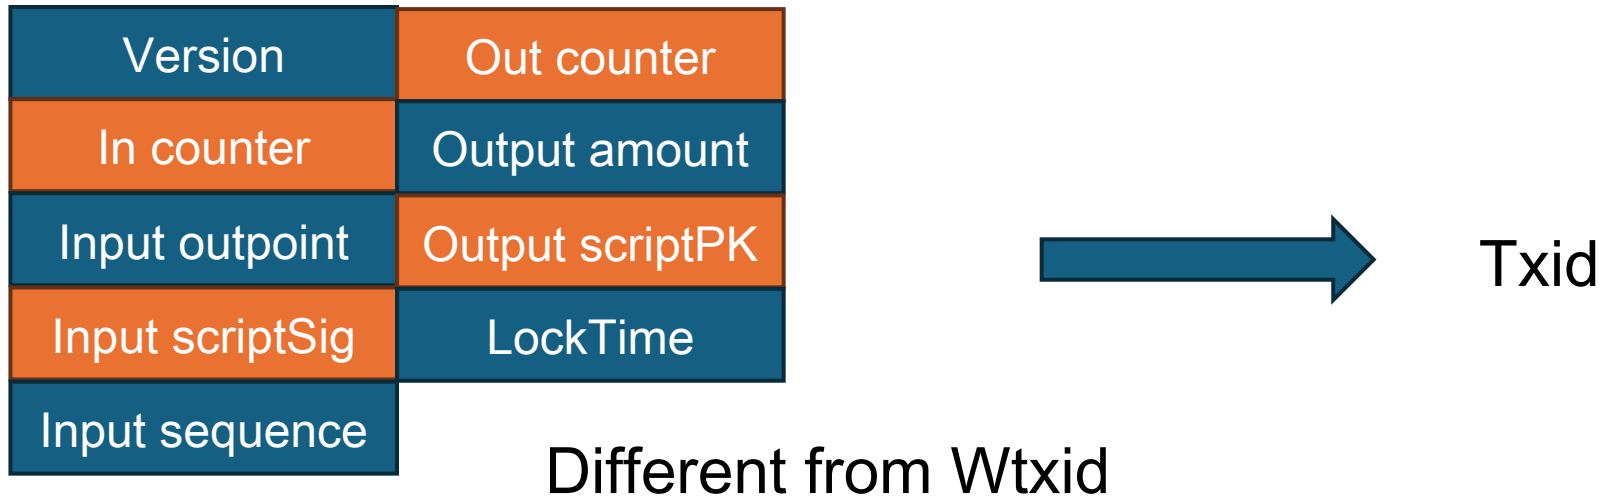 Version
In counter
Input outpoint
Input scriptSig
Input sequence
Out counter
Output amount
Output scriptPK
LockTime
Txid
Different from Wtxid